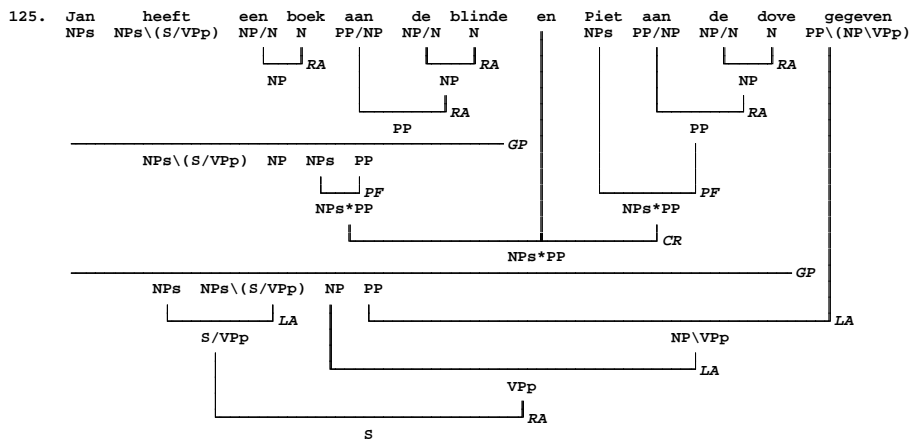 125. Jan heeft een boek aan de blinde en Piet aan de dove gegeven
NPs NPs\(S/VPp) NP/N N PP/NP NP/N N NPs PP/NP NP/N N PP\(NP\VPp)
RA RA RA
NP NP NP
RA RA
PP PP
GP
NPs\(S/VPp) NP NPs PP
PF PF
NPs*PP NPs*PP
CR
NPs*PP
GP
NPs NPs\(S/VPp) NP PP
LA LA
S/VPp NP\VPp
LA
VPp
RA
S